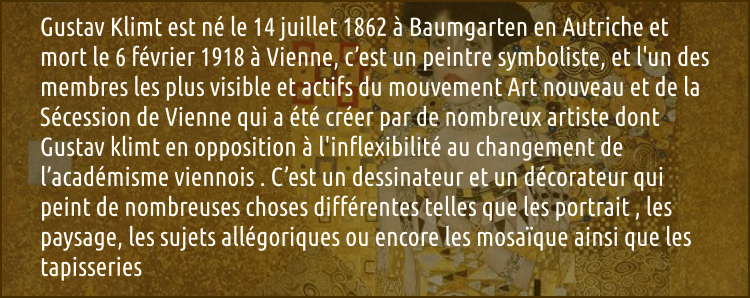 Gustav Klimt est né le 14 juillet 1862 à Baumgarten en Autriche et
mort le 6 février 1918 à Vienne, c’est un peintre symboliste, et l'un des
membres les plus visible et actifs du mouvement Art nouveau et de la
Sécession de Vienne qui a été créer par de nombreux artiste dont
Gustav klimt en opposition à l'inflexibilité au changement de
l’académisme viennois . C’est un dessinateur et un décorateur qui
peint de nombreuses choses différentes telles que les portrait , les
paysage, les sujets allégoriques ou encore les mosaïque ainsi que les
tapisseries